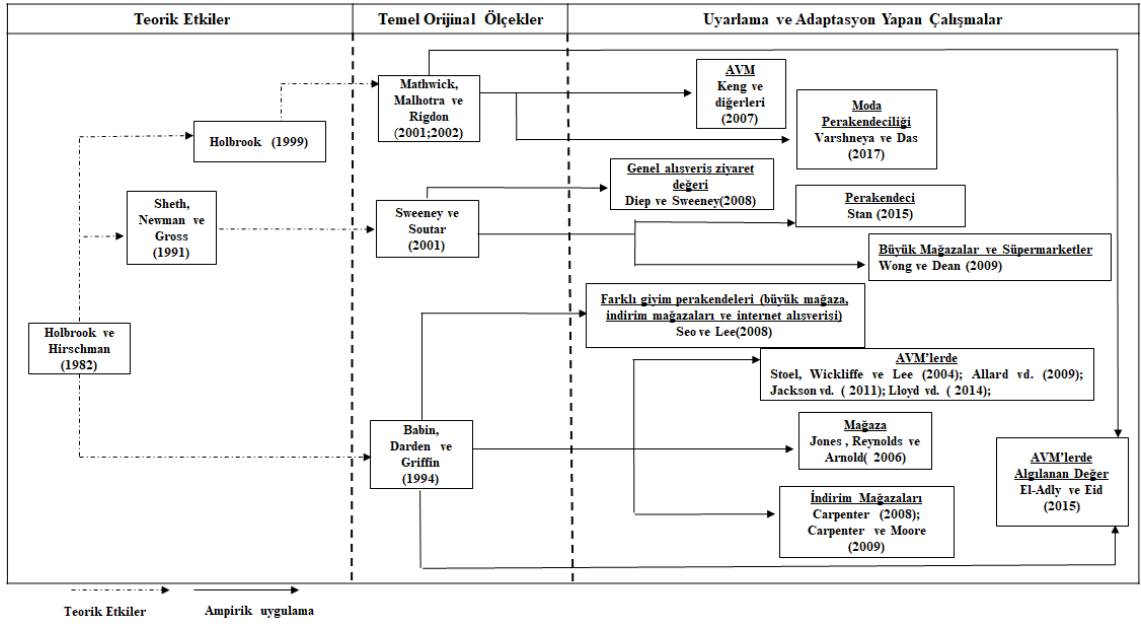 Teorik Etkiler
Temel Orijinal Ölçekler
Uyarlama ve Adaptasyon Yapan Çalışmalar
Holbrook ve
Hirschman
(1982)
Holbrook (1999)
Sheth,
Newman ve
Gross
(1991)
Mathwick,
Malhotra ve
Rigdon
(2001;2002)
Sweeney ve
Soutar
(2001)
Babin,
Darden ve
Griffin
(1994)
AVM
Keng ve
diğerleri
(2007)
Moda
Perakendeciliği
Varshneya ve Das
(2017)
Genel alısveris ziyaret
değeri
Diep ve Sweeney(2008)
Perakendeci
Stan (2015)
Büyük Mağazalar ve Süpermarketler
Wong ve Dean (2009)
Farklı giyim perakendeleri (büyük mağaza,
indirim mağazaları ve internet alısverisi)
Seo ve Lee(2008)
AVM'lerde
Stoel, Wickliffe ve Lee (2004); Allard vd. (2009);
Jackson vd. ( 2011); Lloyd vd. ( 2014);
Mağaza
Jones , Reynolds ve
Arnold( 2006)
İndirim Mağazaları
Carpenter (2008);
Carpenter ve Moore
(2009)
AVM'lerde
Algılanan Değer
El-Adly ve Eid
(2015)
Teorik Etkiler
Ampirik uygulama